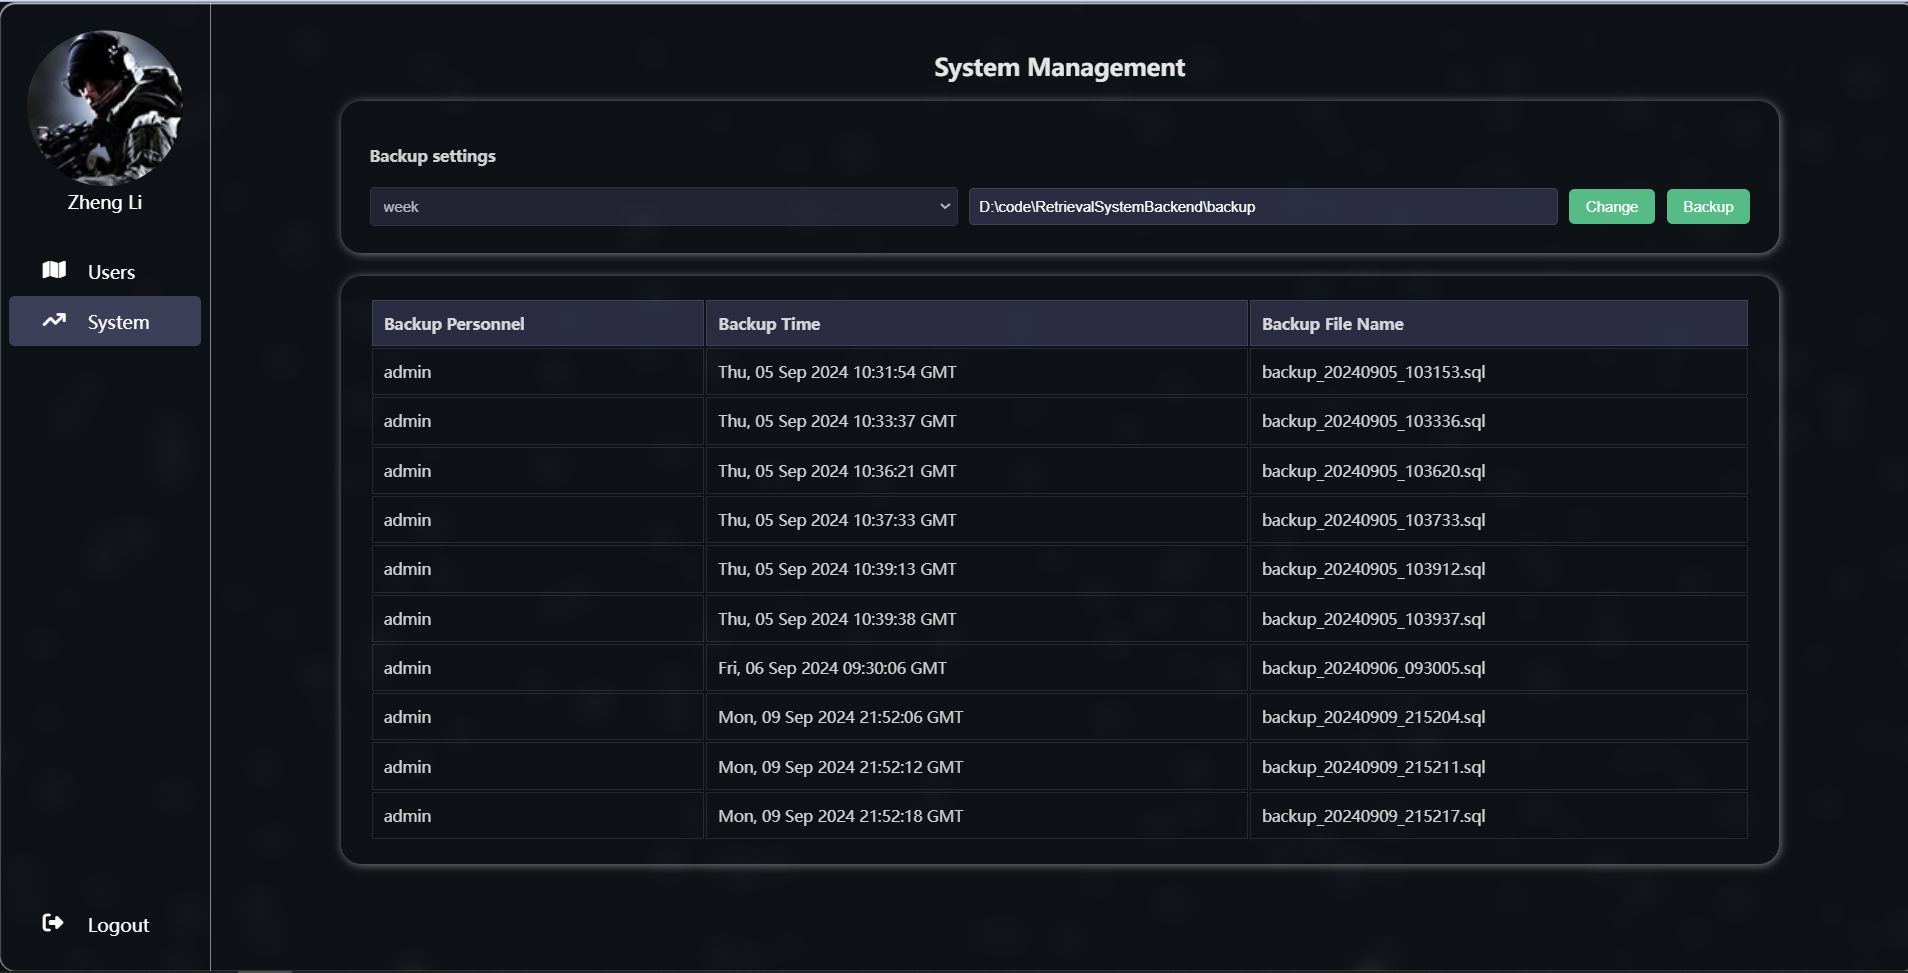 System Management
Zheng Li
Users
System
Logout
Backup settings
week
D:\code\RetrievalSystemBackend\backup
Change
Backup
Backup Personnel Backup Time Backup File Name
admin Thu, 05 Sep 2024 10:31:54 GMT backup_20240905_103153.sql
admin Thu, 05 Sep 2024 10:33:37 GMT backup_20240905_103336.sql
admin Thu, 05 Sep 2024 10:36:21 GMT backup_20240905_103620.sql
admin Thu, 05 Sep 2024 10:37:33 GMT backup_20240905_103733.sql
admin Thu, 05 Sep 2024 10:39:13 GMT backup_20240905_103912.sql
admin Thu, 05 Sep 2024 10:39:38 GMT backup_20240905_103937.sql
admin Fri, 06 Sep 2024 09:30:06 GMT backup_20240906_093005.sql
admin Mon, 09 Sep 2024 21:52:06 GMT backup_20240909_215204.sql
admin Mon, 09 Sep 2024 21:52:12 GMT backup_20240909_215211.sql
admin Mon, 09 Sep 2024 21:52:18 GMT backup_20240909_215217.sql